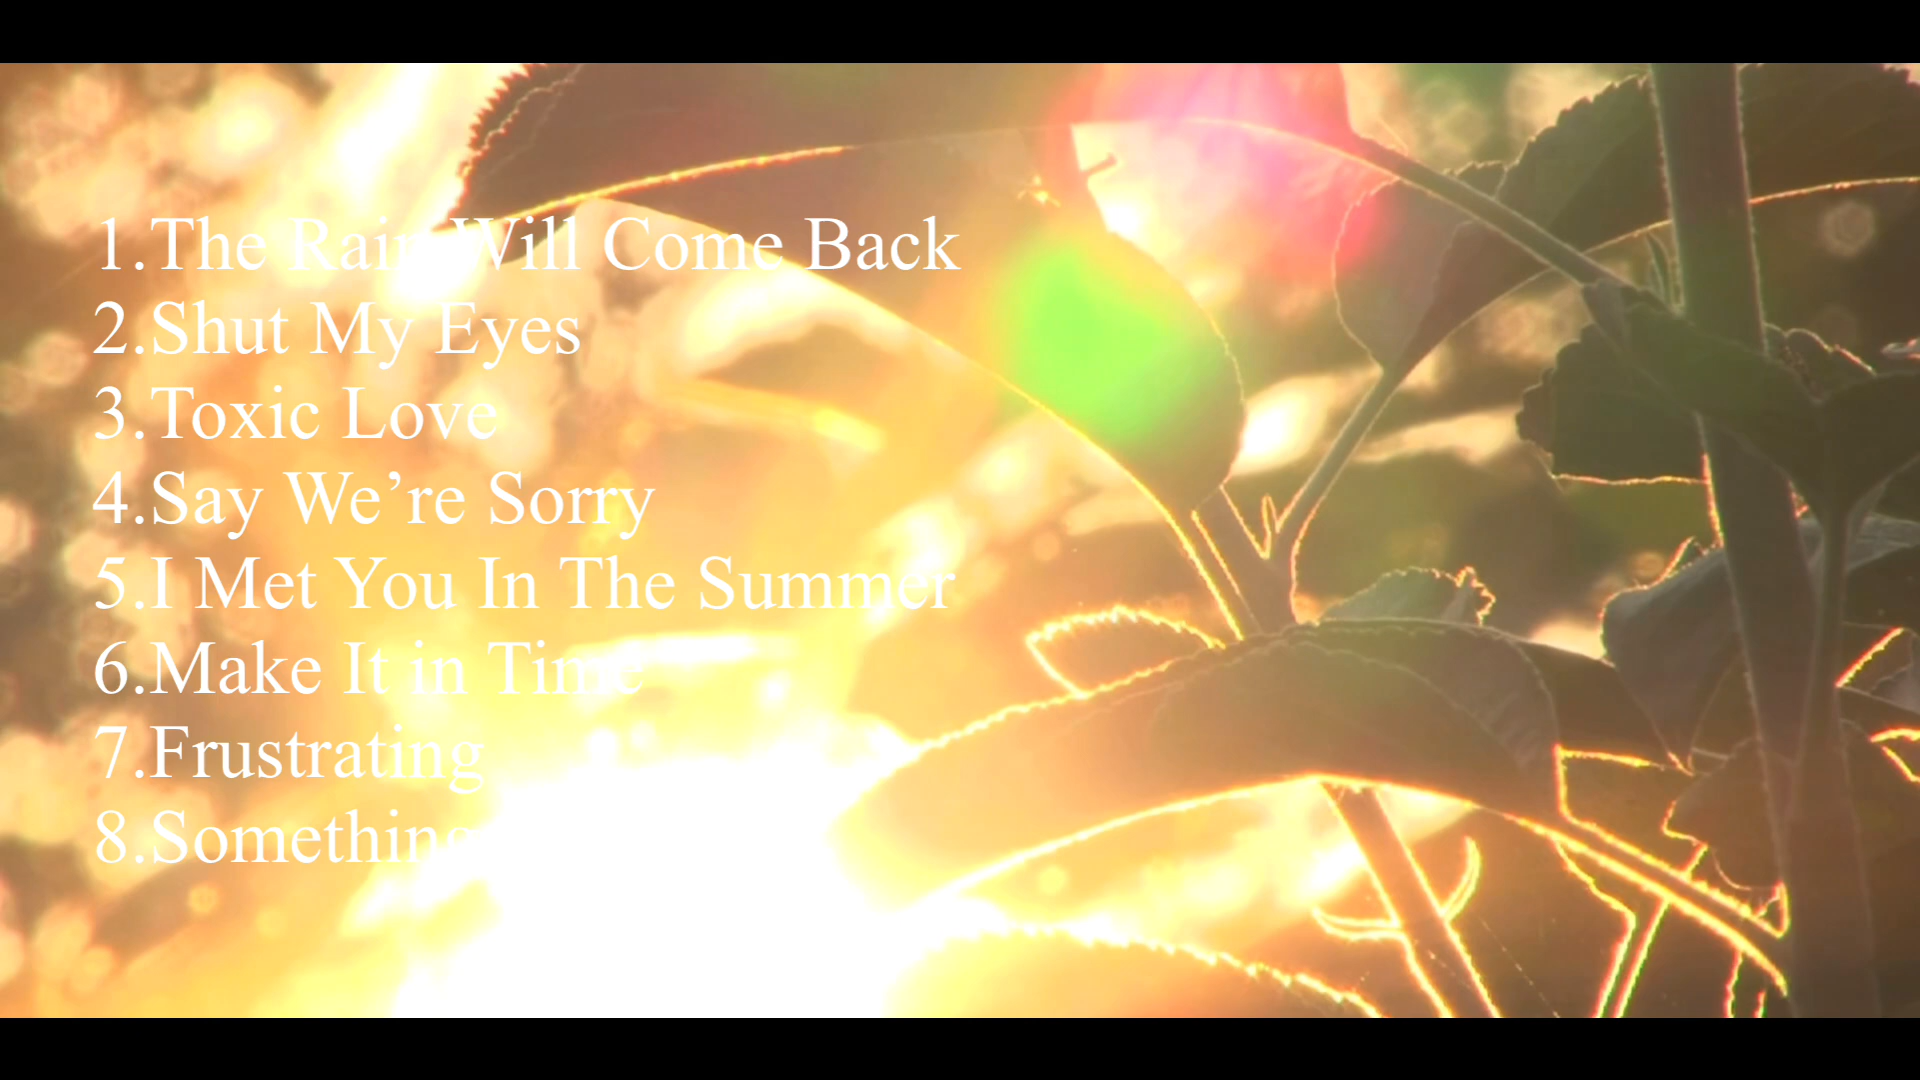 1.The Rain Will Come Back
2.Shut My Eyes
3.Toxic Love
4.Say We’re Sorry
5.I Met You In The Summer
6.Make It in Time
7.Frustrating
8.Something